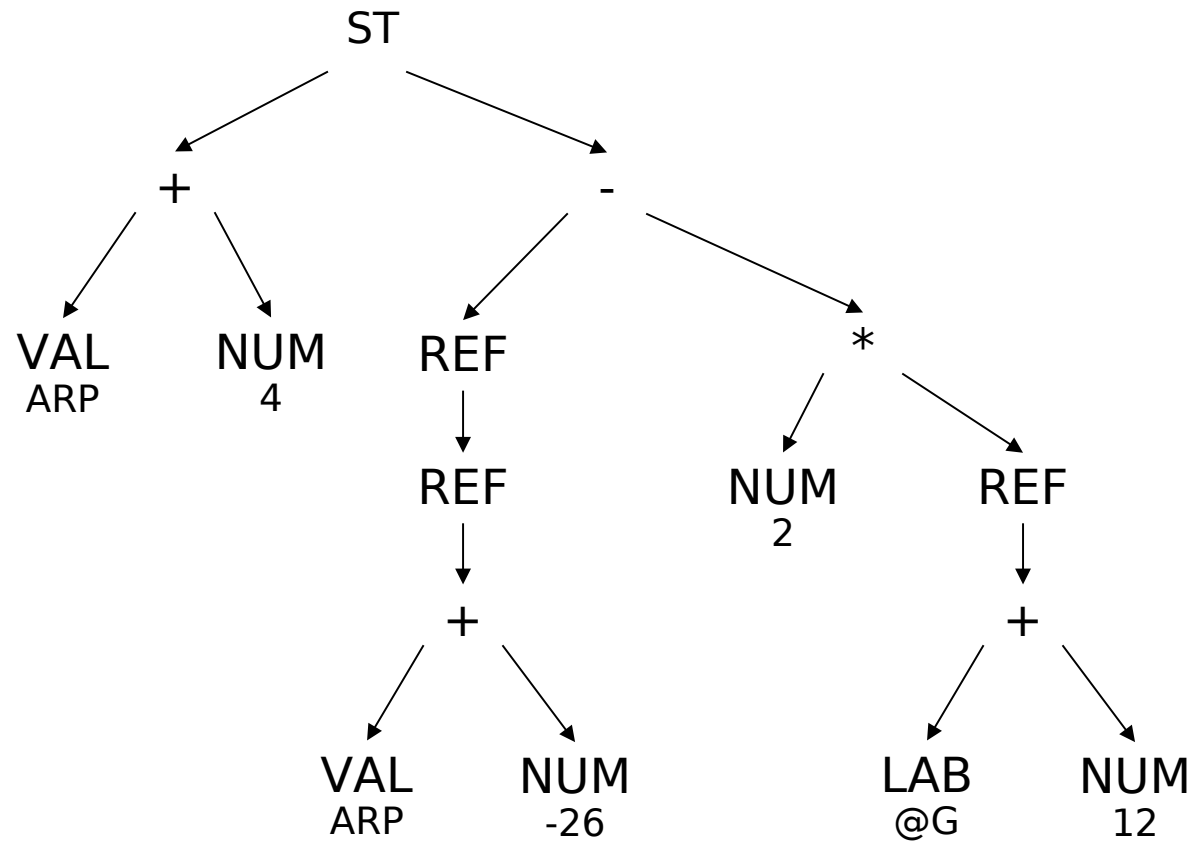 ST
+
-
VAL
ARP
NUM
4
REF
*
REF
NUM
2
REF
+
+
VAL
ARP
NUM
-26
LAB
@G
NUM
12